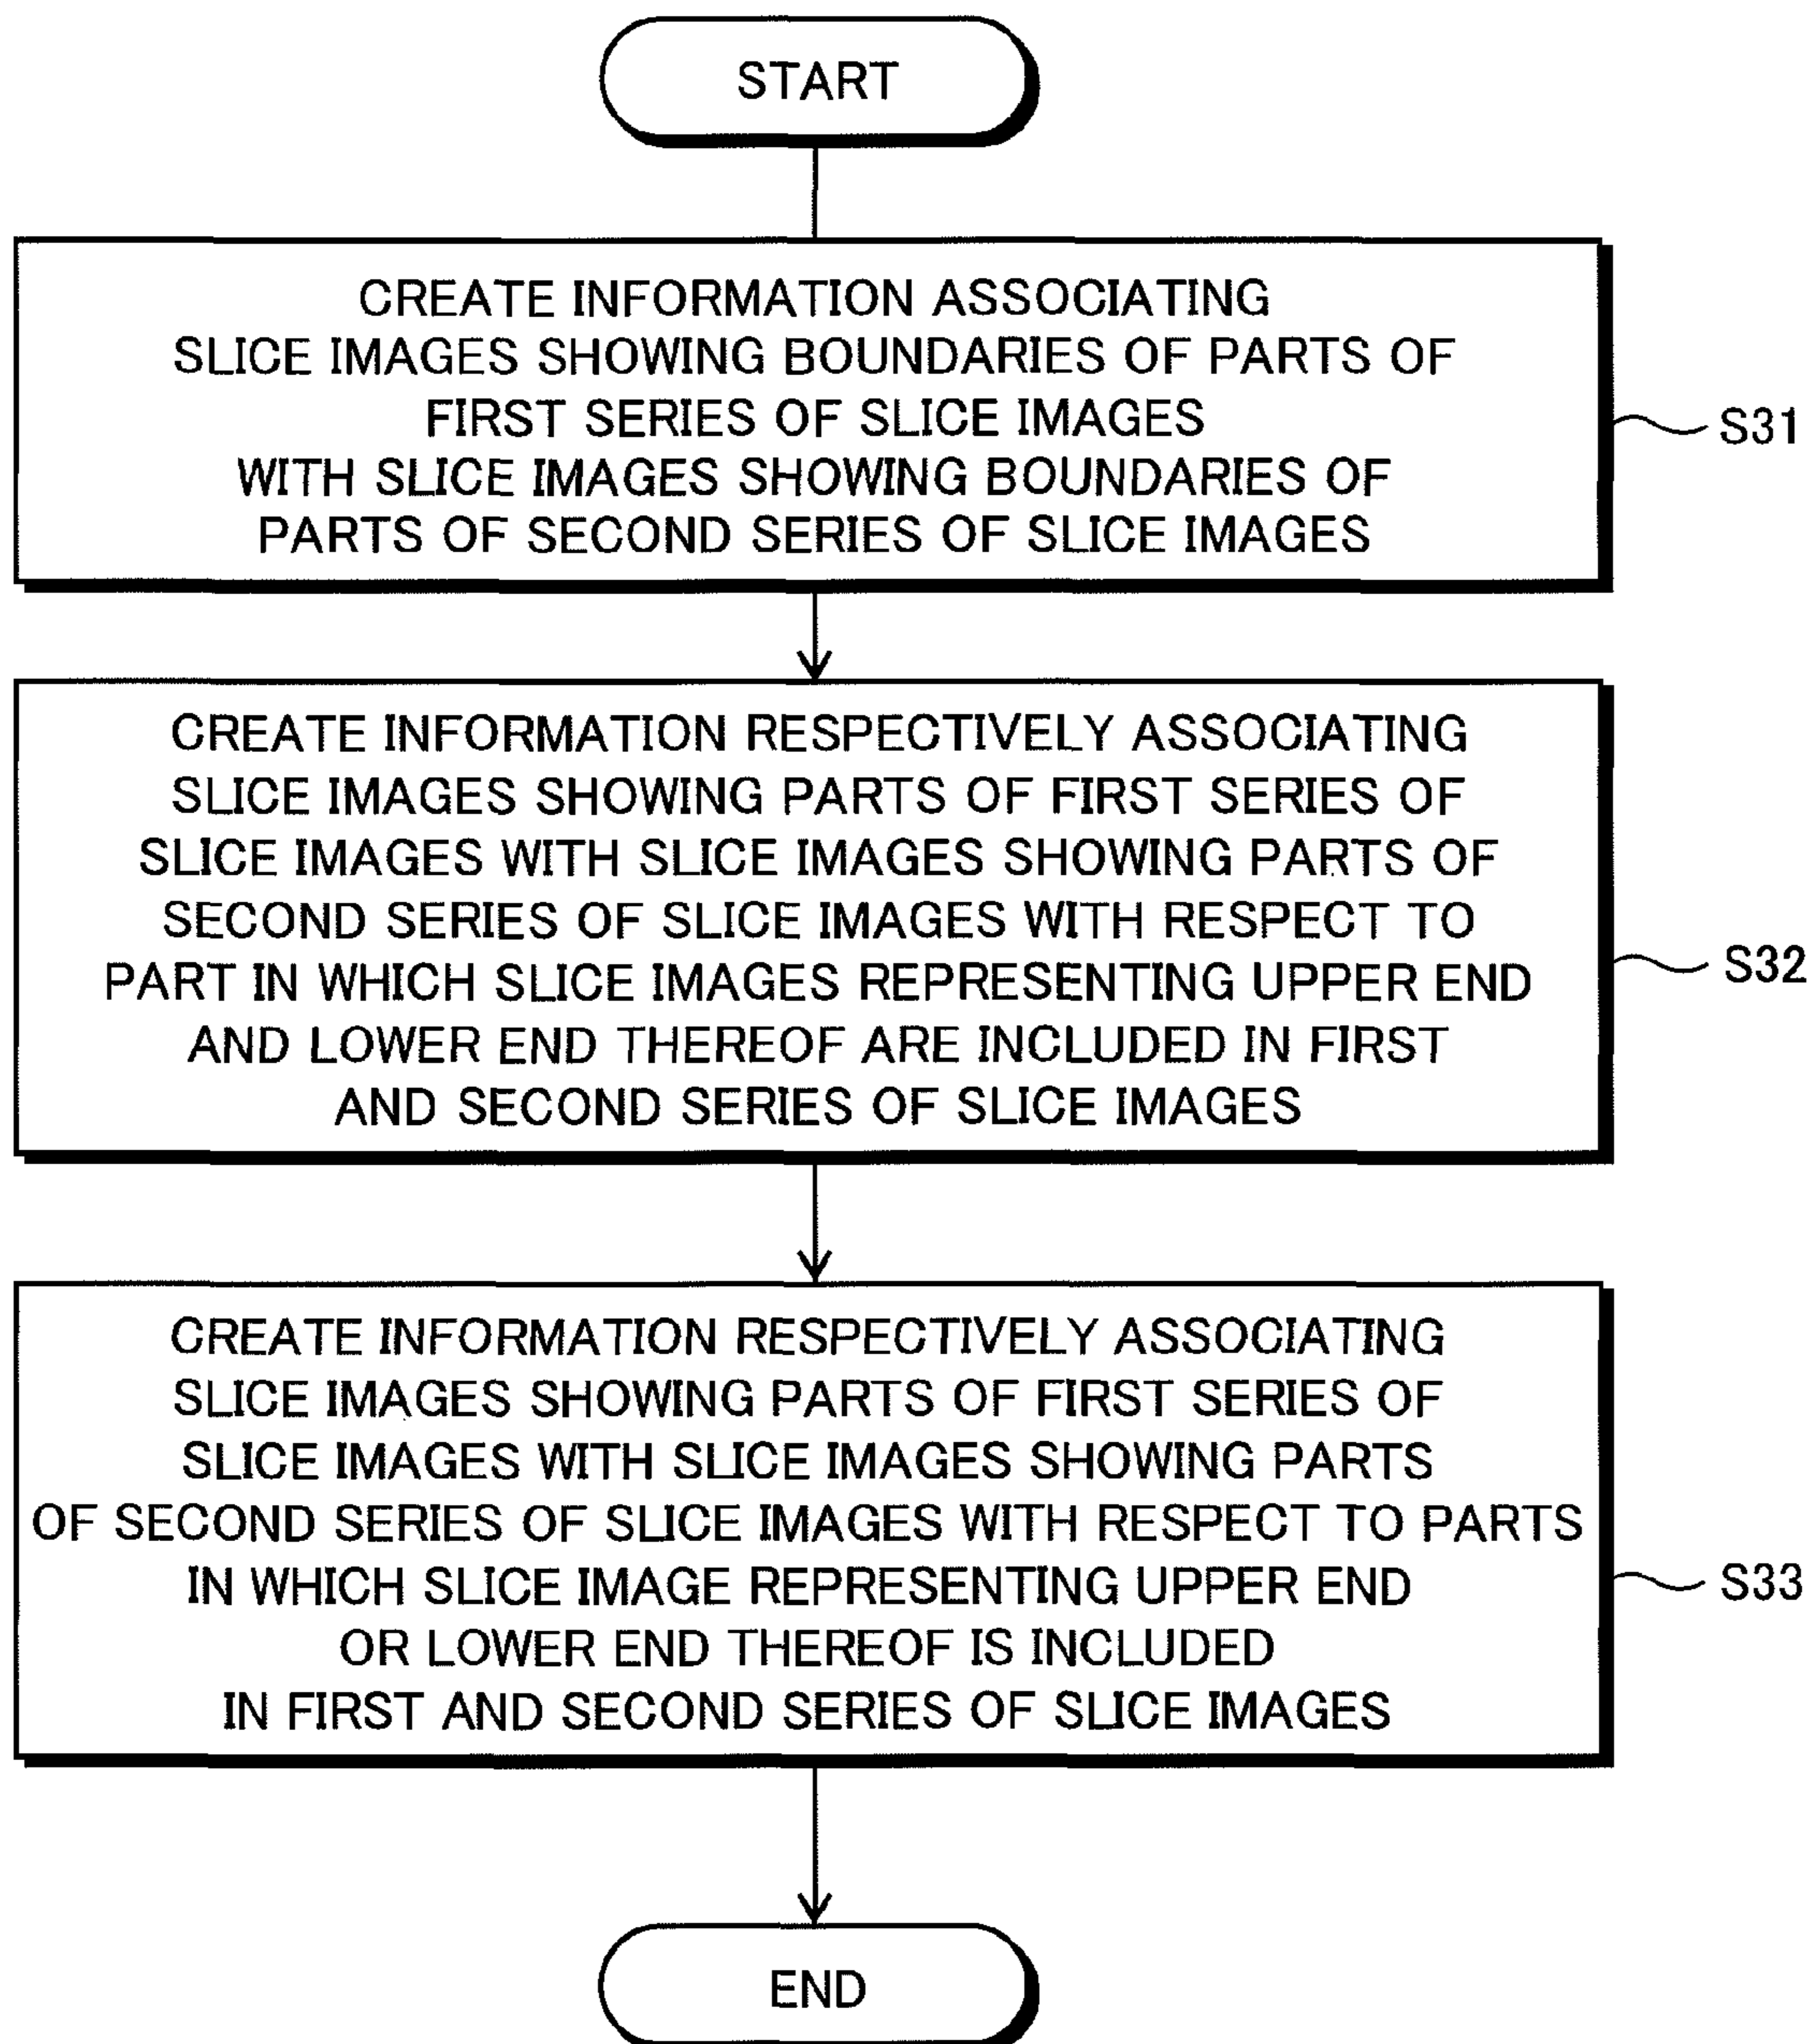 START
CREATE INFORMATION ASSOCIATING
SLICE IMAGES SHOWING BOUNDARIES OF PARTS OF
FIRST SERIES OF SLICE IMAGES
WITH SLICE IMAGES SHOWING BOUNDARIES OF
PARTS OF SECOND SERIES OF SLICE IMAGES
S31
CREATE INFORMATION RESPECTIVELY ASSOCIATING
SLICE IMAGES SHOWING PARTS OF FIRST SERIES OF
SLICE IMAGES WITH SLICE IMAGES SHOWING PARTS OF
SECOND SERIES OF SLICE IMAGES WITH RESPECT TO
PART IN WHICH SLICE IMAGES REPRESENTING UPPER END
AND LOWER END THEREOF ARE INCLUDED IN FIRST
AND SECOND SERIES OF SLICE IMAGES
S32
CREATE INFORMATION RESPECTIVELY ASSOCIATING
SLICE IMAGES SHOWING PARTS OF FIRST SERIES OF
SLICE IMAGES WITH SLICE IMAGES SHOWING PARTS
OF SECOND SERIES OF SLICE IMAGES WITH RESPECT TO PARTS
IN WHICH SLICE IMAGE REPRESENTING UPPER END
OR LOWER END THEREOF IS INCLUDED
IN FIRST AND SECOND SERIES OF SLICE IMAGES
S33
END